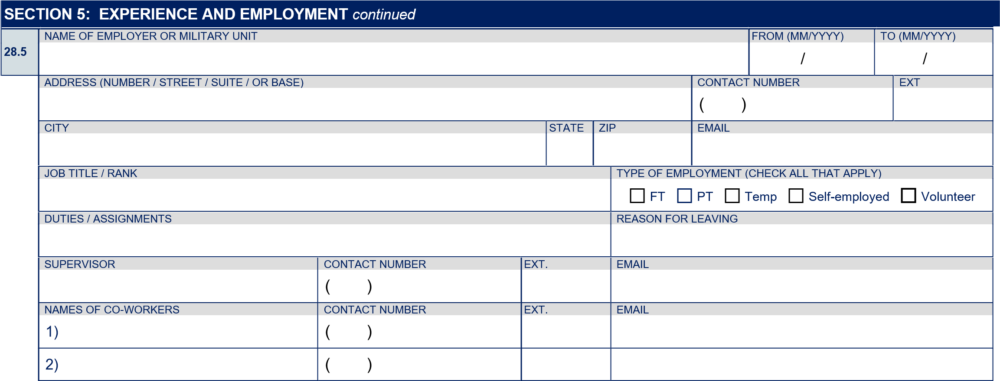 SECTION 5: EXPERIENCE AND EMPLOYMENT continued
28.5
NAME OF EMPLOYER OR MILITARY UNIT FROM (MM/YYYY) TO (MM/YYYY)
/ /
ADDRESS (NUMBER / STREET / SUITE / OR BASE) CONTACT NUMBER EXT
( )
CITY STATE ZIP EMAIL
JOB TITLE / RANK TYPE OF EMPLOYMENT (CHECK ALL THAT APPLY)
FT PT Temp Self-employed Volunteer
DUTIES / ASSIGNMENTS REASON FOR LEAVING
SUPERVISOR CONTACT NUMBER EXT. EMAIL
( )
NAMES OF CO-WORKERS CONTACT NUMBER EXT. EMAIL
1) ( )
2) ( )